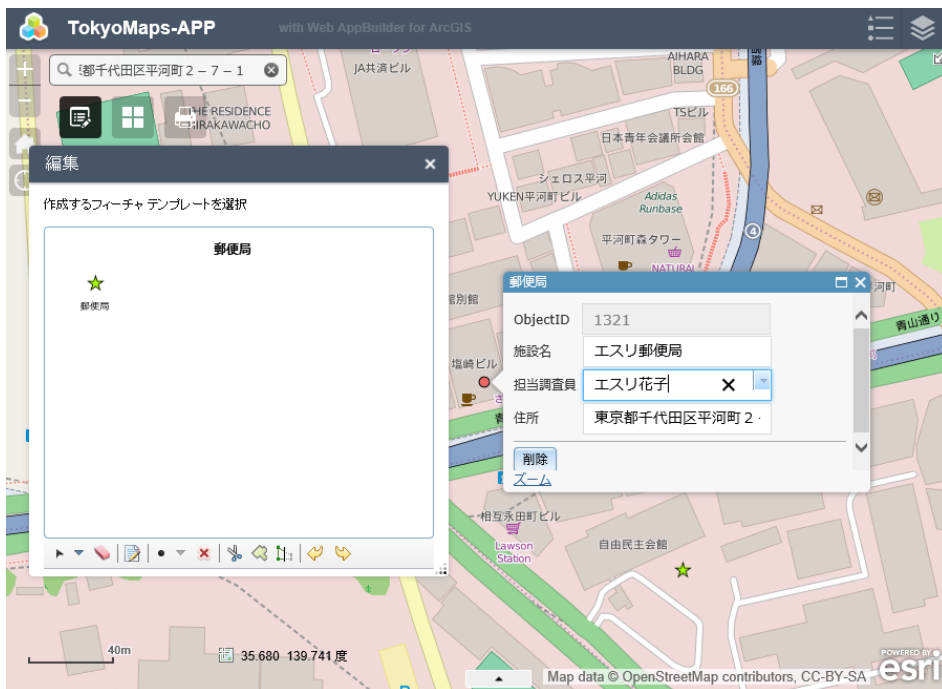 TokyoMaps-APP
with Web AppBuilder for ArcGIS
都千代田区平河町２－７－１
JA共済ビル
AIHARA
BLDG
166
TSビル
THE RESIDENCE
HIRAKAWACHO
日本青年会議所会館
編集
シェロス平河
YUKEN平河町ビル
Adidas
Runbase
作成するフィーチャ テンプレートを選択
4
平河町森タワー
NATURAL
郵便局
郵便局
館別館
郵便局
河町
ObjectID
1321
青山通り
施設名
エスリ郵便局
塩崎ビル
担当調査員
エスリ花子
住所
東京都千代田区平河町２
削除
ズーム
相互永田町ビル
Lawson
Station
自由民主会館
40m
35.680 139.741 度
Map data © OpenStreetMap contributors, CC-BY-SA
POWERED BY
esri